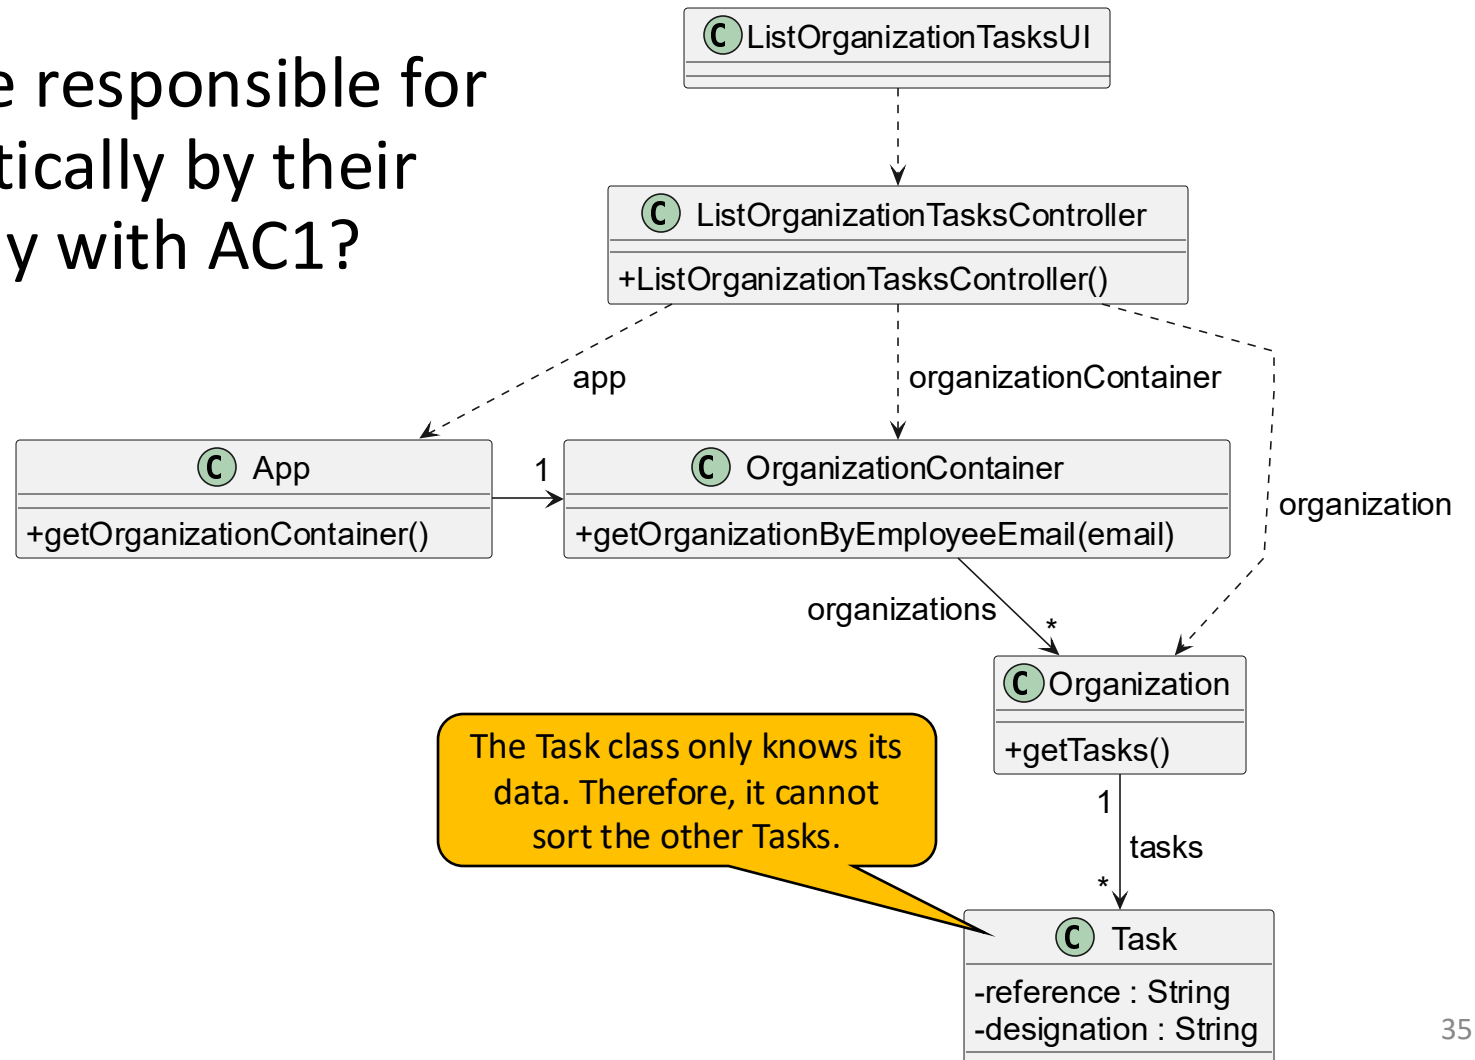 ListOrganizationTasksUI
e responsible for
tically by their
y with AC1?
ListOrganizationTasksController
+ListOrganizationTasksController()
app
organizationContainer
organization
App
+getOrganizationContainer()
1
OrganizationContainer
+getOrganizationByEmployeeEmail(email)
organizations
*
Organization
+getTasks()
The Task class only knows its
data. Therefore, it cannot
sort the other Tasks.
1
tasks
*
Task
-reference : String
-designation : String
35